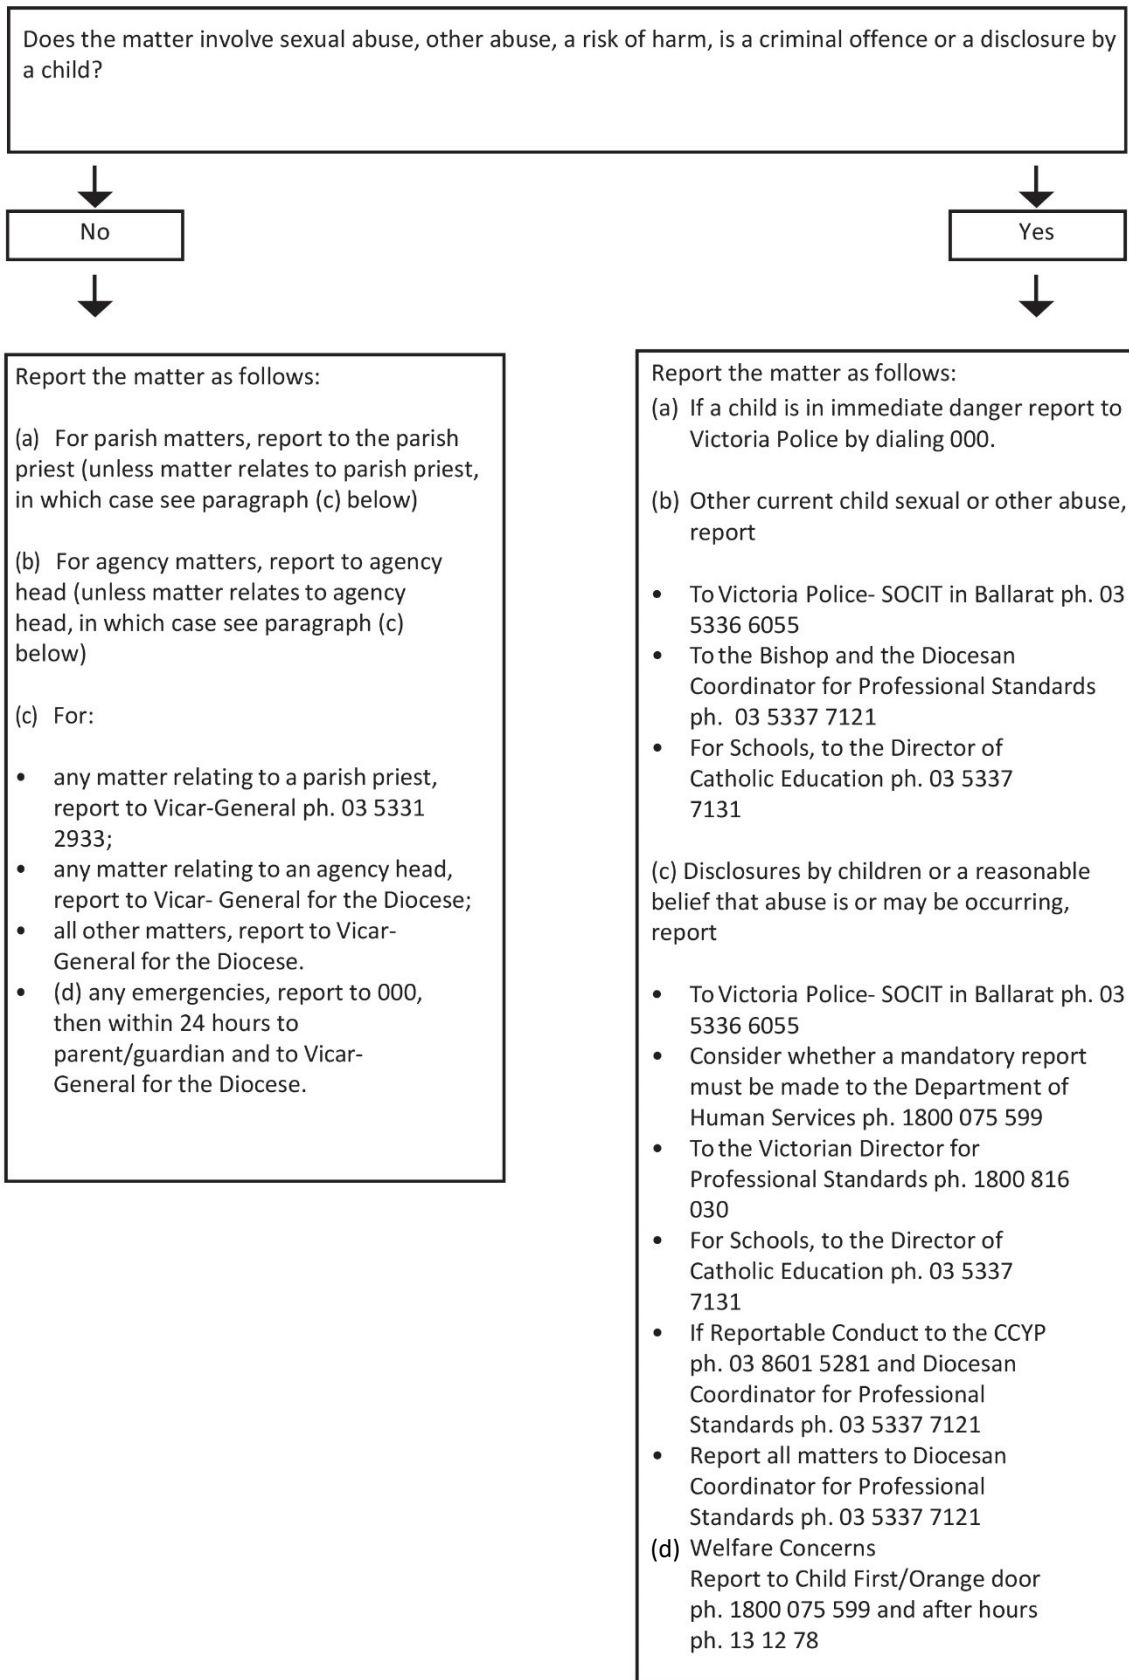 Does the matter involve sexual abuse, other abuse, a risk of harm, is a criminal offence or a disclosure by
a child?
No
Yes
Report the matter as follows:
(a) For parish matters, report to the parish
priest (unless matter relates to parish priest,
in which case see paragraph (c) below)
(b) For agency matters, report to agency
head (unless matter relates to agency
head, in which case see paragraph (c)
below)
(c) For:
• any matter relating to a parish priest,
report to Vicar-General ph. 03 5331
2933;
• any matter relating to an agency head,
report to Vicar- General for the Diocese;
• all other matters, report to Vicar-
General for the Diocese.
• (d) any emergencies, report to 000,
then within 24 hours to
parent/guardian and to Vicar-
General for the Diocese.
Report the matter as follows:
(a) If a child is in immediate danger report to
Victoria Police by dialing 000.
(b) Other current child sexual or other abuse,
report
• To Victoria Police- SOCIT in Ballarat ph. 03
5336 6055
• To the Bishop and the Diocesan
Coordinator for Professional Standards
ph. 03 5337 7121
• For Schools, to the Director of
Catholic Education ph. 03 5337
7131
(c) Disclosures by children or a reasonable
belief that abuse is or may be occurring,
report
• To Victoria Police- SOCIT in Ballarat ph. 03
5336 6055
• Consider whether a mandatory report
must be made to the Department of
Human Services ph. 1800 075 599
• To the Victorian Director for
Professional Standards ph. 1800 816
030
• For Schools, to the Director of
Catholic Education ph. 03 5337
7131
• If Reportable Conduct to the CCYP
ph. 03 8601 5281 and Diocesan
Coordinator for Professional
Standards ph. 03 5337 7121
• Report all matters to Diocesan
Coordinator for Professional
Standards ph. 03 5337 7121
(d) Welfare Concerns
Report to Child First/Orange door
ph. 1800 075 599 and after hours
ph. 13 12 78